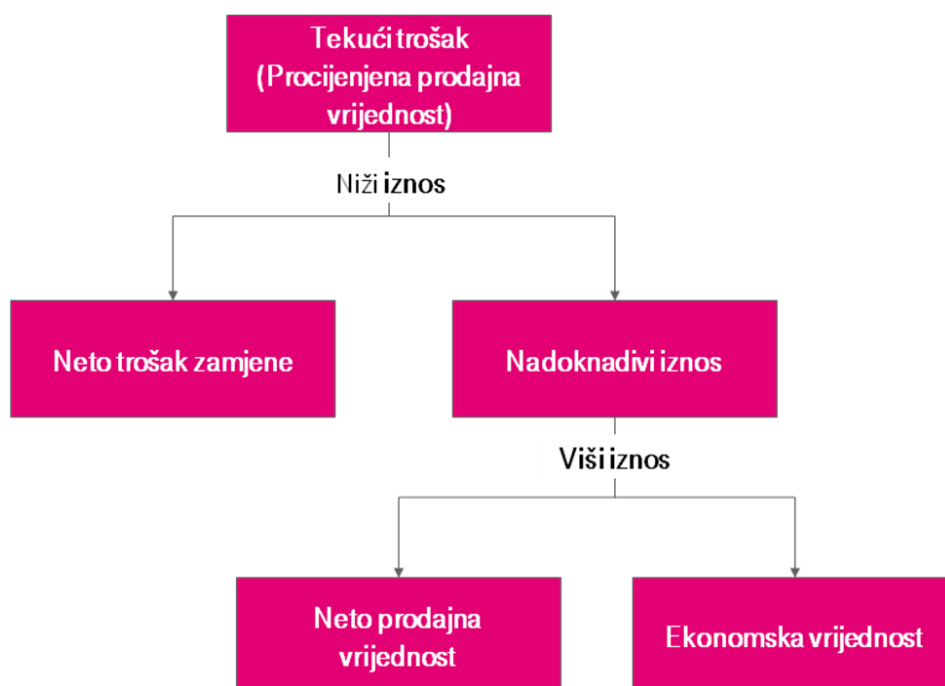 Tekući trošak
(Procijenjena prodajna
vrijednost)
Niži iznos
Neto trošak zamjene
Nadoknadivi iznos
Viši iznos
Neto prodajna
vrijednost
Ekonomska vrijednost